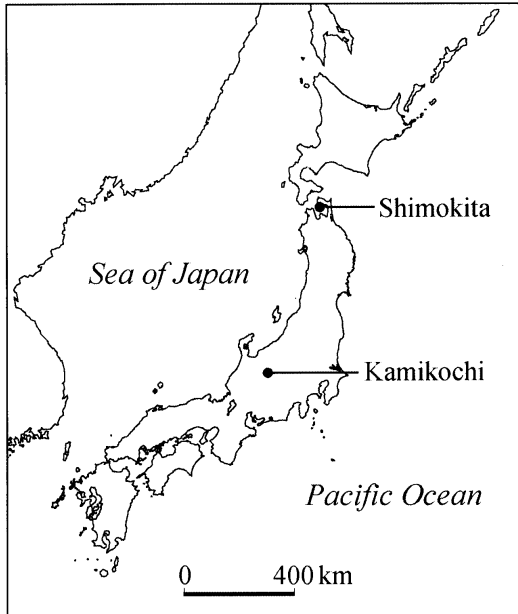 Shimokita
Sea of Japan
Kamikochi
Pacific Ocean
0 400 km